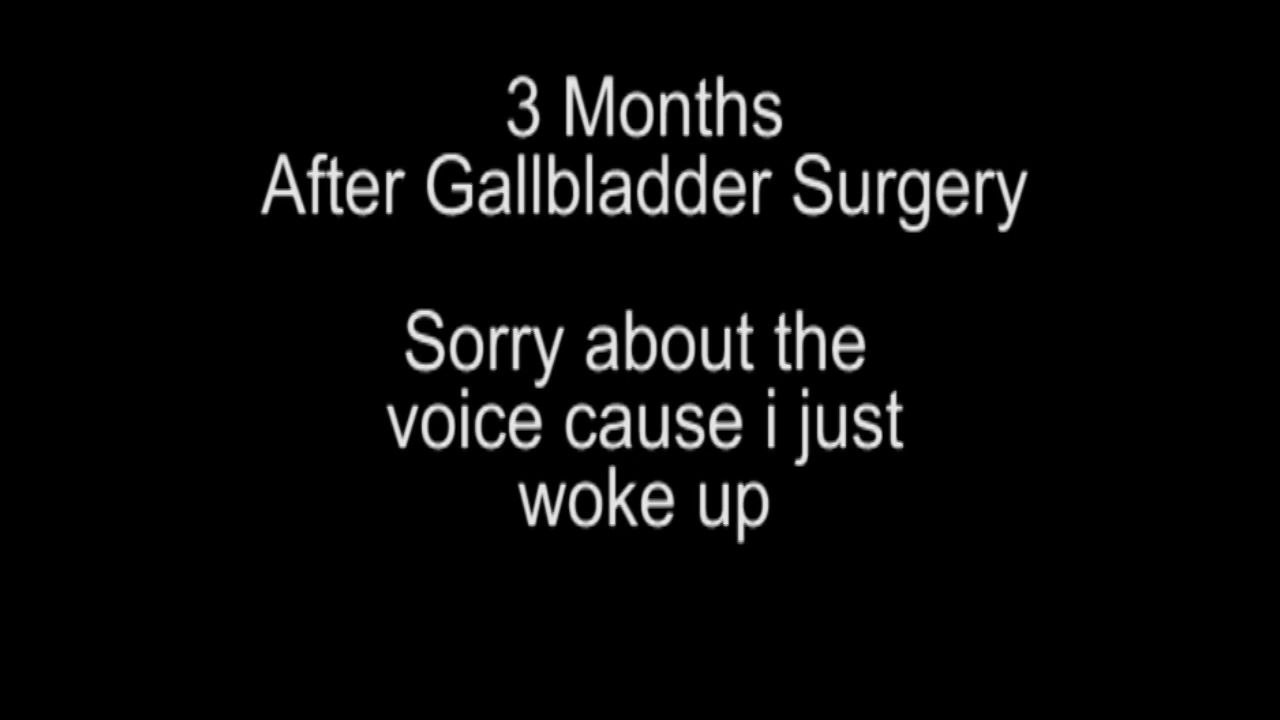 3 Months
After Gallbladder Surgery
Sorry about the
voice cause i just
woke up